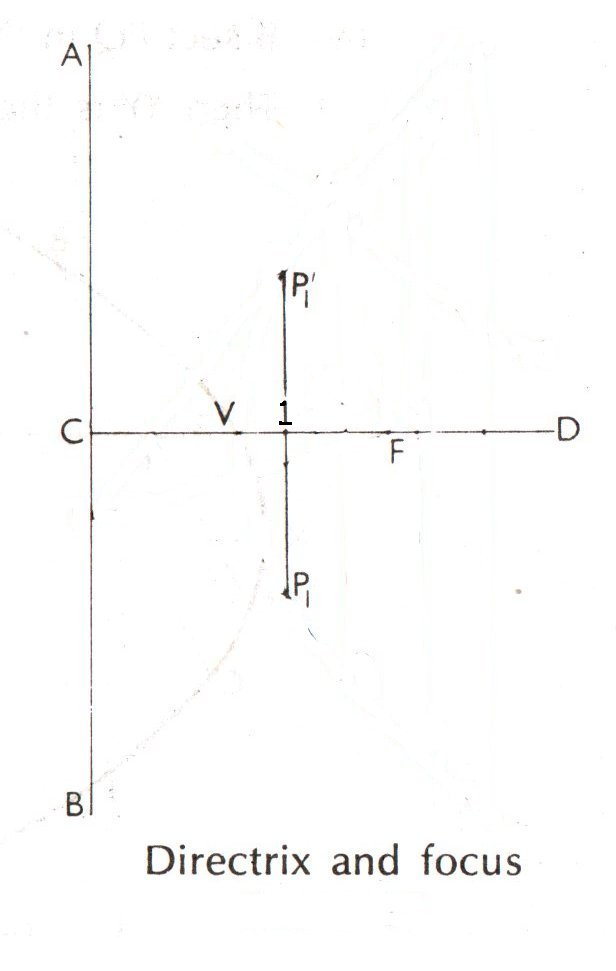 A
P₁'
C V 1 F D
P₁
B
Directrix and focus